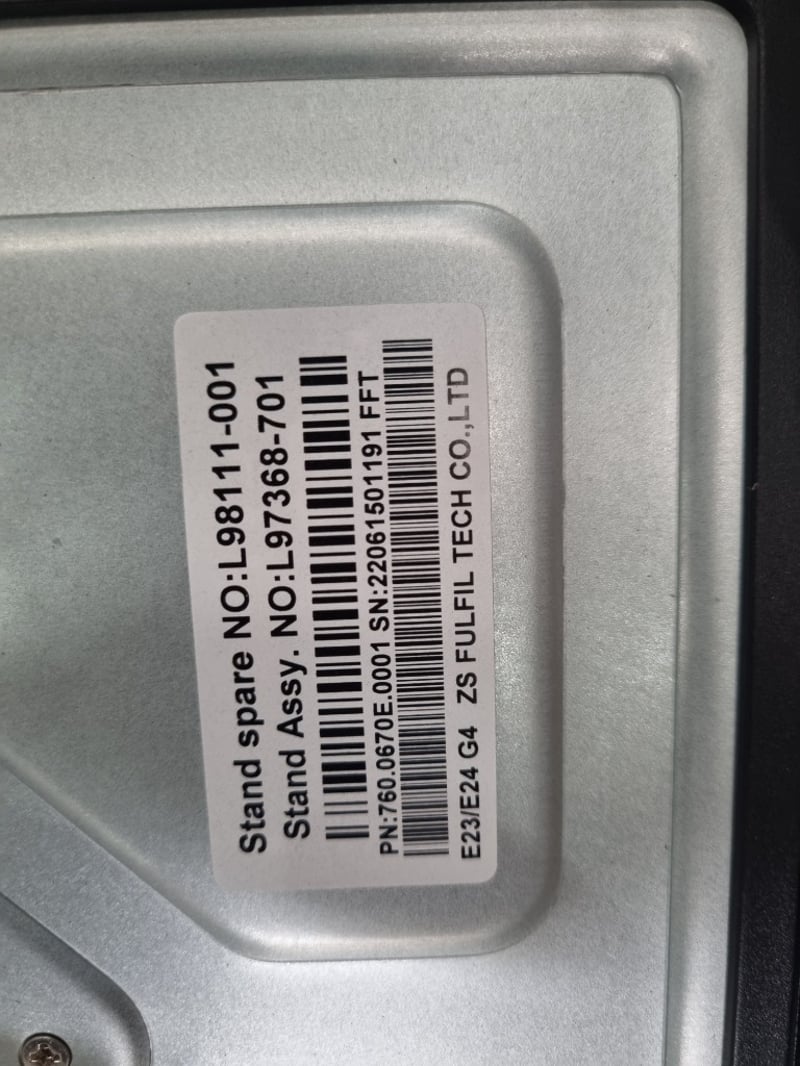 Stand spare NO:L98111-001
Stand Assy. NO:L97368-701
PN:760.0670E.0001 SN:22061501191 FFT
E23/E24 G4 ZS FULFIL TECH CO.,LTD